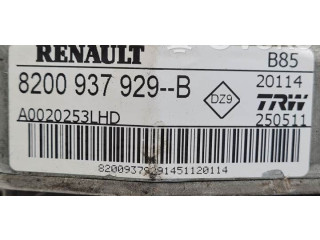 RENAULT B85
8200 937 929--B DZ9 20114
TRW
A0020253LHD 250511